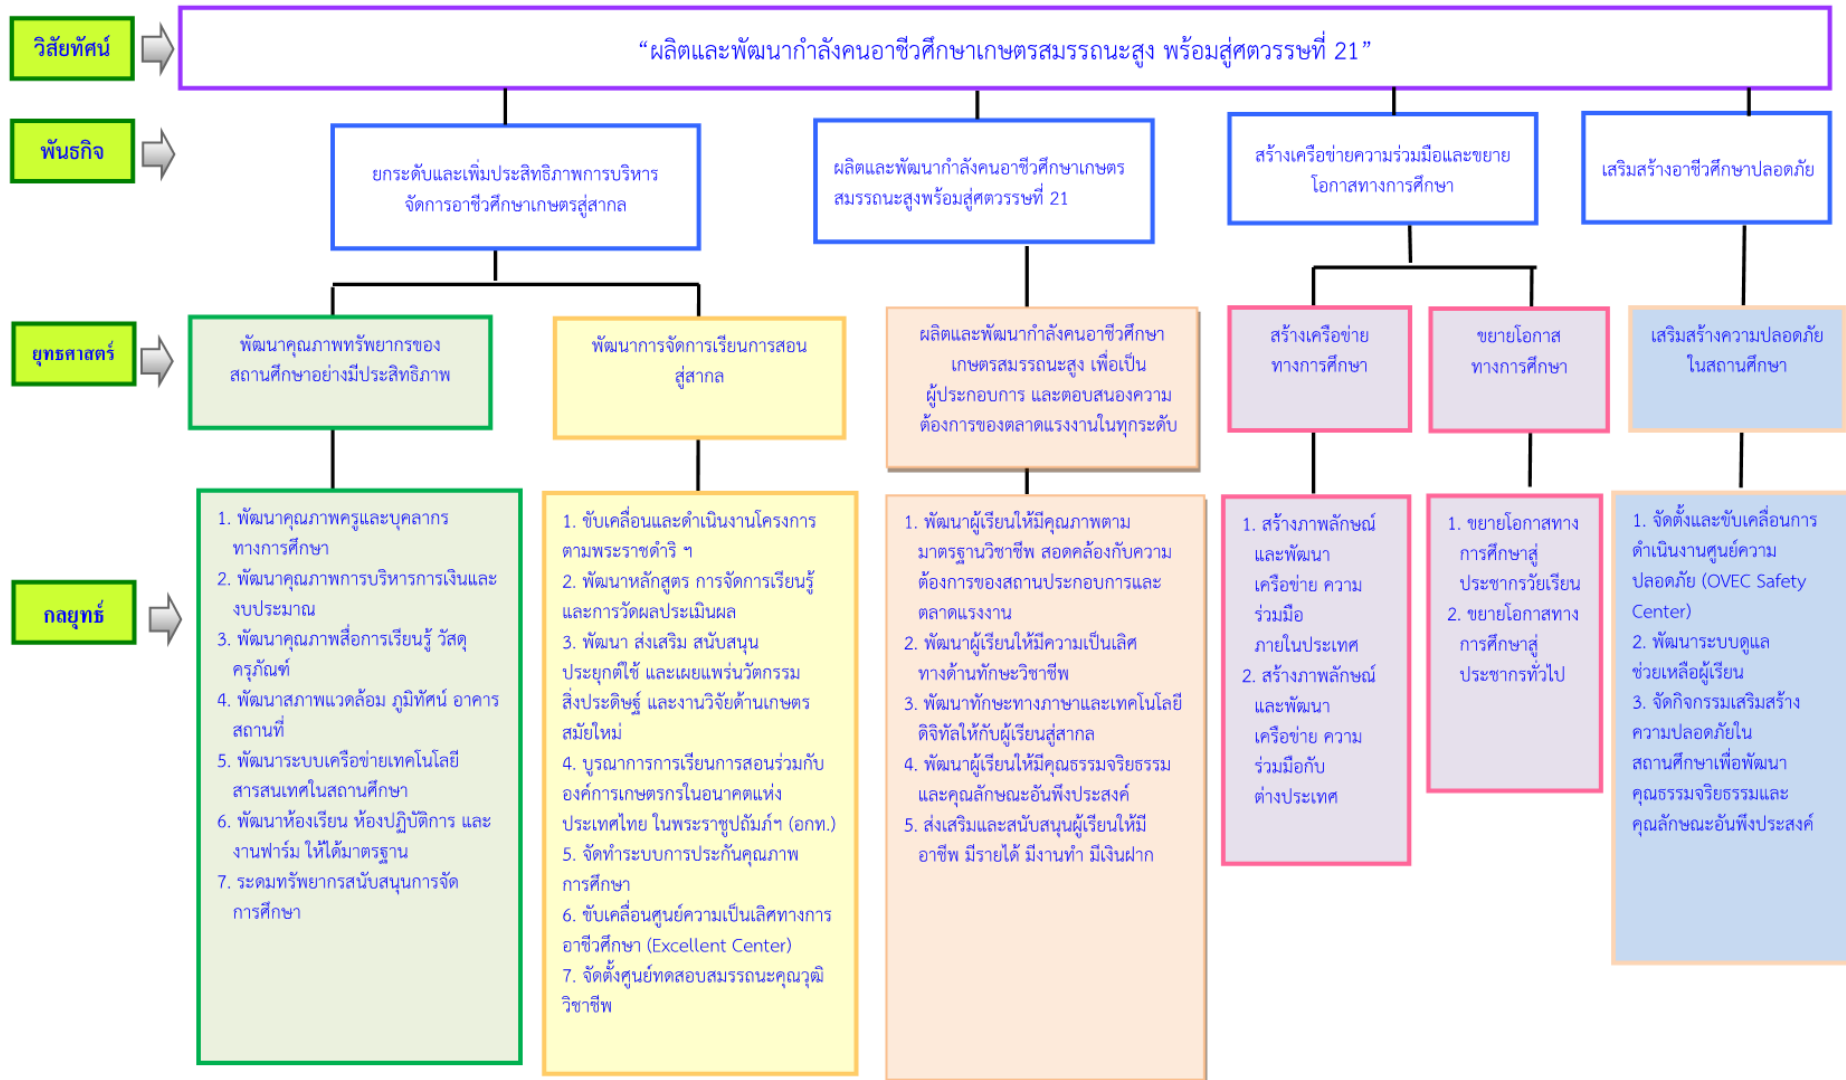 วิสัยทัศน์
“ผลิตและพัฒนากำลังคนอาชีวศึกษาเกษตรสมรรถนะสูง พร้อมสู่ศตวรรษที่ 21”
พันธกิจ
ยกระดับและเพิ่มประสิทธิภาพการบริหาร
จัดการอาชีวศึกษาเกษตรสู่สากล
ผลิตและพัฒนากำลังคนอาชีวศึกษาเกษตร
สมรรถนะสูงพร้อมสู่ศตวรรษที่ 21
สร้างเครือข่ายความร่วมมือและขยาย
โอกาสทางการศึกษา
เสริมสร้างอาชีวศึกษาปลอดภัย
ยุทธศาสตร์
พัฒนาคุณภาพทรัพยากรของ
สถานศึกษาอย่างมีประสิทธิภาพ
พัฒนาการจัดการเรียนการสอน
สู่สากล
ผลิตและพัฒนากำลังคนอาชีวศึกษา
เกษตรสมรรถนะสูง เพื่อเป็น
ผู้ประกอบการ และตอบสนองความ
ต้องการของตลาดแรงงานในทุกระดับ
สร้างเครือข่าย
ทางการศึกษา
ขยายโอกาส
ทางการศึกษา
เสริมสร้างความปลอดภัย
ในสถานศึกษา
กลยุทธ์
1. พัฒนาคุณภาพครูและบุคลากร
ทางการศึกษา
2. พัฒนาคุณภาพการบริหารการเงินและ
งบประมาณ
3. พัฒนาคุณภาพสื่อการเรียนรู้ วัสดุ
ครุภัณฑ์
4. พัฒนาสภาพแวดล้อม ภูมิทัศน์ อาคาร
สถานที่
5. พัฒนาระบบเครือข่ายเทคโนโลยี
สารสนเทศในสถานศึกษา
6. พัฒนาห้องเรียน ห้องปฏิบัติการ และ
งานฟาร์ม ให้ได้มาตรฐาน
7. ระดมทรัพยากรสนับสนุนการจัด
การศึกษา
1. ขับเคลื่อนและดำเนินงานโครงการ
ตามพระราชดำริ ฯ
2. พัฒนาหลักสูตร การจัดการเรียนรู้
และการวัดผลประเมินผล
3. พัฒนา ส่งเสริม สนับสนุน
ประยุกต์ใช้ และเผยแพร่นวัตกรรม
สิ่งประดิษฐ์ และงานวิจัยด้านเกษตร
สมัยใหม่
4. บูรณาการการเรียนการสอนร่วมกับ
องค์การเกษตรกรในอนาคตแห่ง
ประเทศไทย ในพระราชูปถัมภ์ฯ (อกท.)
5. จัดทำระบบการประกันคุณภาพ
การศึกษา
6. ขับเคลื่อนศูนย์ความเป็นเลิศทางการ
อาชีวศึกษา (Excellent Center)
7. จัดตั้งศูนย์ทดสอบสมรรถนะคุณวุฒิ
วิชาชีพ
1. พัฒนาผู้เรียนให้มีคุณภาพตาม
มาตรฐานวิชาชีพ สอดคล้องกับความ
ต้องการของสถานประกอบการและ
ตลาดแรงงาน
2. พัฒนาผู้เรียนให้มีความเป็นเลิศ
ทางด้านทักษะวิชาชีพ
3. พัฒนาทักษะทางภาษาและเทคโนโลยี
ดิจิทัลให้กับผู้เรียนสู่สากล
4. พัฒนาผู้เรียนให้มีคุณธรรมจริยธรรม
และคุณลักษณะอันพึงประสงค์
5. ส่งเสริมและสนับสนุนผู้เรียนให้มี
อาชีพ มีรายได้ มีงานทำ มีเงินฝาก
1. สร้างภาพลักษณ์
และพัฒนา
เครือข่าย ความ
ร่วมมือ
ภายในประเทศ
2. สร้างภาพลักษณ์
และพัฒนา
เครือข่าย ความ
ร่วมมือกับ
ต่างประเทศ
1. ขยายโอกาสทาง
การศึกษาสู่
ประชากรวัยเรียน
2. ขยายโอกาสทาง
การศึกษาสู่
ประชากรทั่วไป
1. จัดตั้งและขับเคลื่อนการ
ดำเนินงานศูนย์ความ
ปลอดภัย (OVEC Safety
Center)
2. พัฒนาระบบดูแล
ช่วยเหลือผู้เรียน
3. จัดกิจกรรมเสริมสร้าง
ความปลอดภัยใน
สถานศึกษาเพื่อพัฒนา
คุณธรรมจริยธรรมและ
คุณลักษณะอันพึงประสงค์